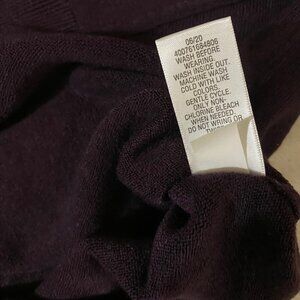 06/20
400761684806
WASH BEFORE
WEARING.
WASH INSIDE OUT.
MACHINE WASH
COLD WITH LIKE
COLORS,
GENTLE CYCLE.
ONLY NON-
CHLORINE BLEACH
WHEN NEEDED.
DO NOT WRING OR